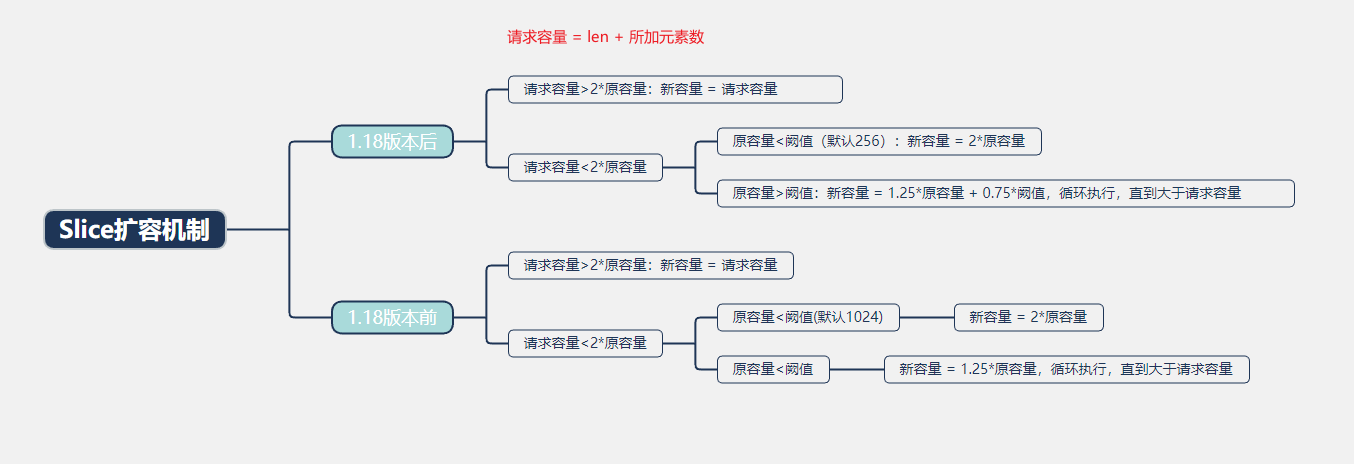 请求容量 = len + 所加元素数
Slice扩容机制
1.18版本后
请求容量>2*原容量：新容量 = 请求容量
请求容量<2*原容量
原容量<阙值（默认256）：新容量 = 2*原容量
原容量>阙值：新容量 = 1.25*原容量 + 0.75*阙值，循环执行，直到大于请求容量
1.18版本前
请求容量>2*原容量：新容量 = 请求容量
请求容量<2*原容量
原容量<阙值(默认1024)
新容量 = 2*原容量
原容量<阙值
新容量 = 1.25*原容量，循环执行，直到大于请求容量